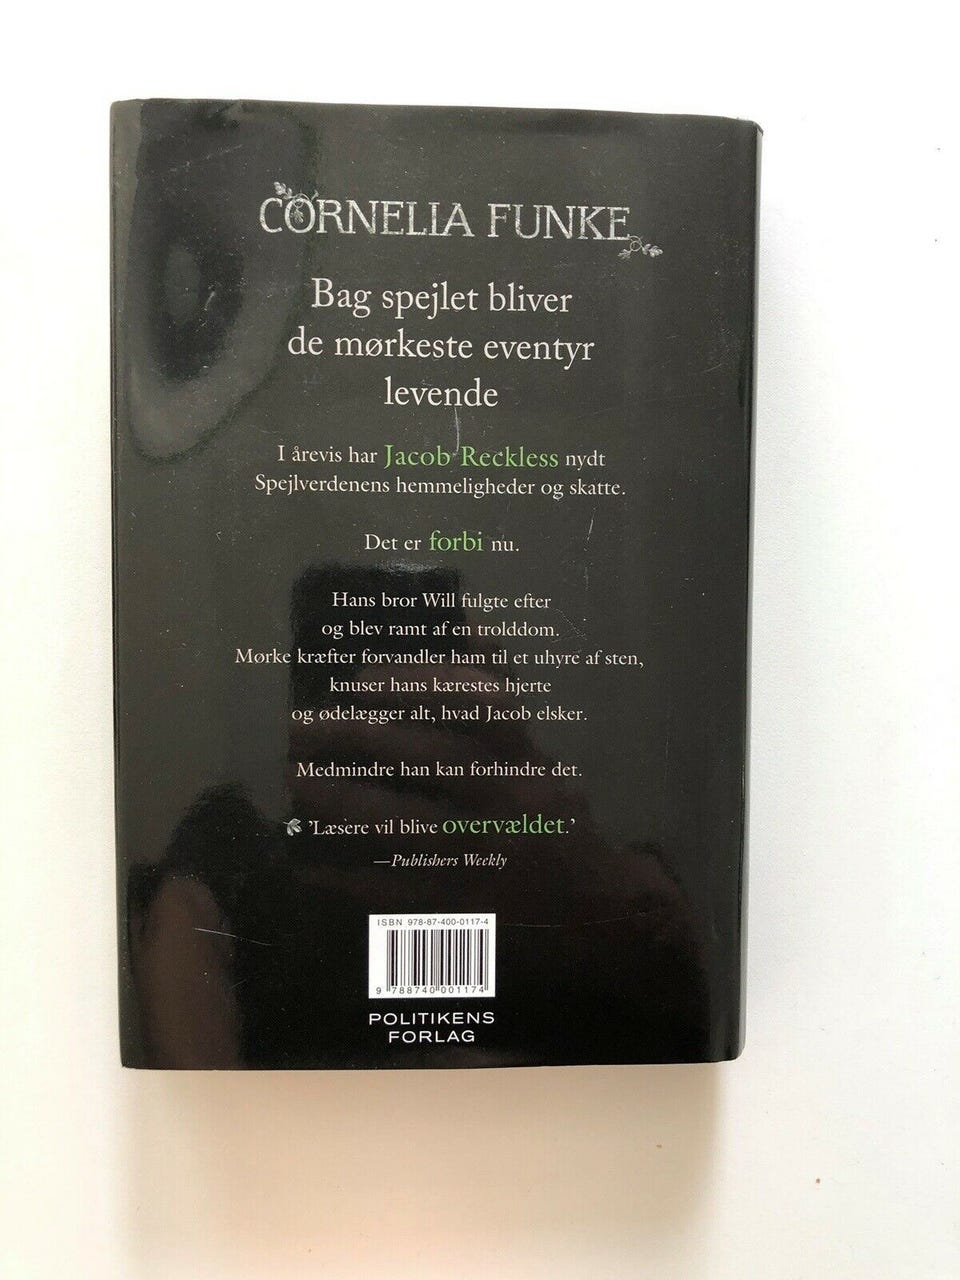 CORNELIA FUNKE
Bag spejlet bliver
de mørkeste eventyr
levende
I årevis har Jacob Reckless nydt
Spejlverdenens hemmeligheder og skatte.
Det er forbi nu.
Hans bror Will fulgte efter
og blev ramt af en trolddom.
Mørke kræfter forvandler ham til et uhyre af sten,
knuser hans kærestes hjerte
og ødelægger alt, hvad Jacob elsker.
Medmindre han kan forhindre det.
’Læsere vil blive overvældet.’
—Publishers Weekly
ISBN 978-87-400-0117-4
9 788740 001174
POLITIKENS
FORLAG